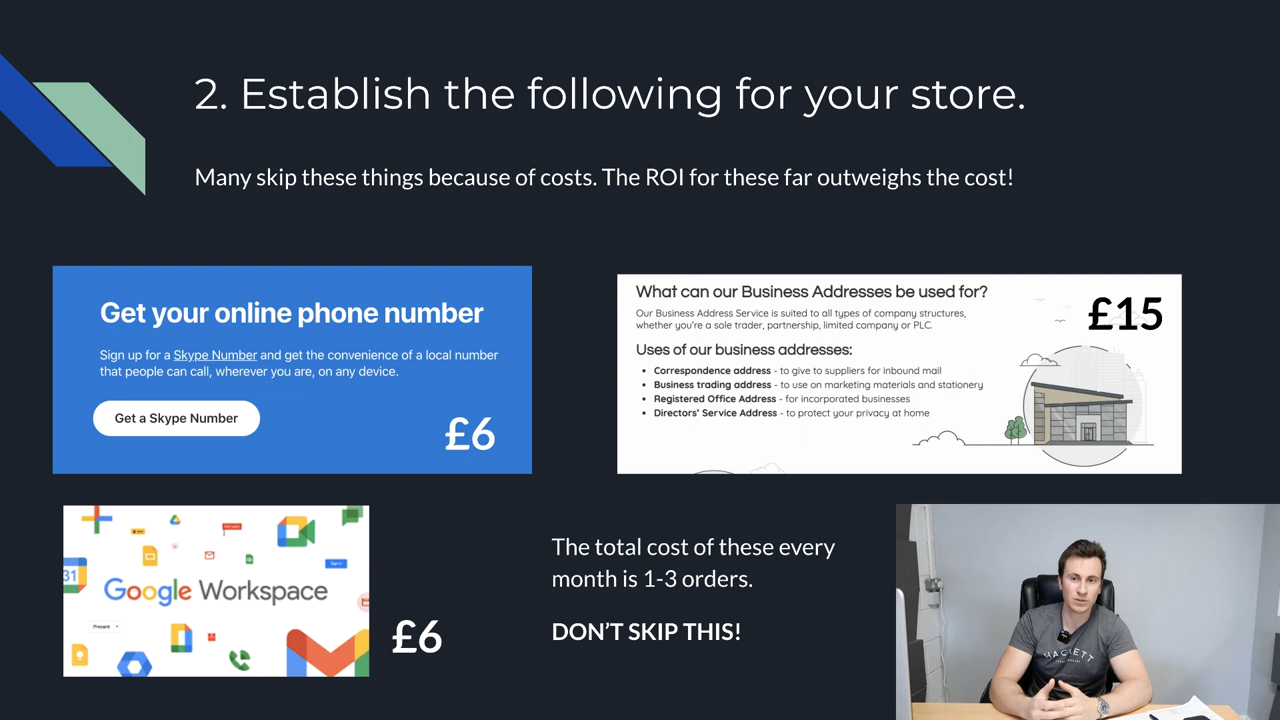 2. Establish the following for your store.
Many skip these things because of costs. The ROI for these far outweighs the cost!
Get your online phone number
Sign up for a Skype Number and get the convenience of a local number
that people can call, wherever you are, on any device.
Get a Skype Number
£6
What can our Business Addresses be used for?
£15
Our Business Address Service is suited to all types of company structures,
whether you're a sole trader, partnership, limited company or PLC.
Uses of our business addresses:
• Correspondence address - to give to suppliers for inbound mail
• Business trading address - to use on marketing materials and stationery
• Registered Office Address - for incorporated businesses
• Directors' Service Address - to protect your privacy at home
31
Google Workspace
Present
£6
The total cost of these every
month is 1-3 orders.
DON'T SKIP THIS!
HACKETT